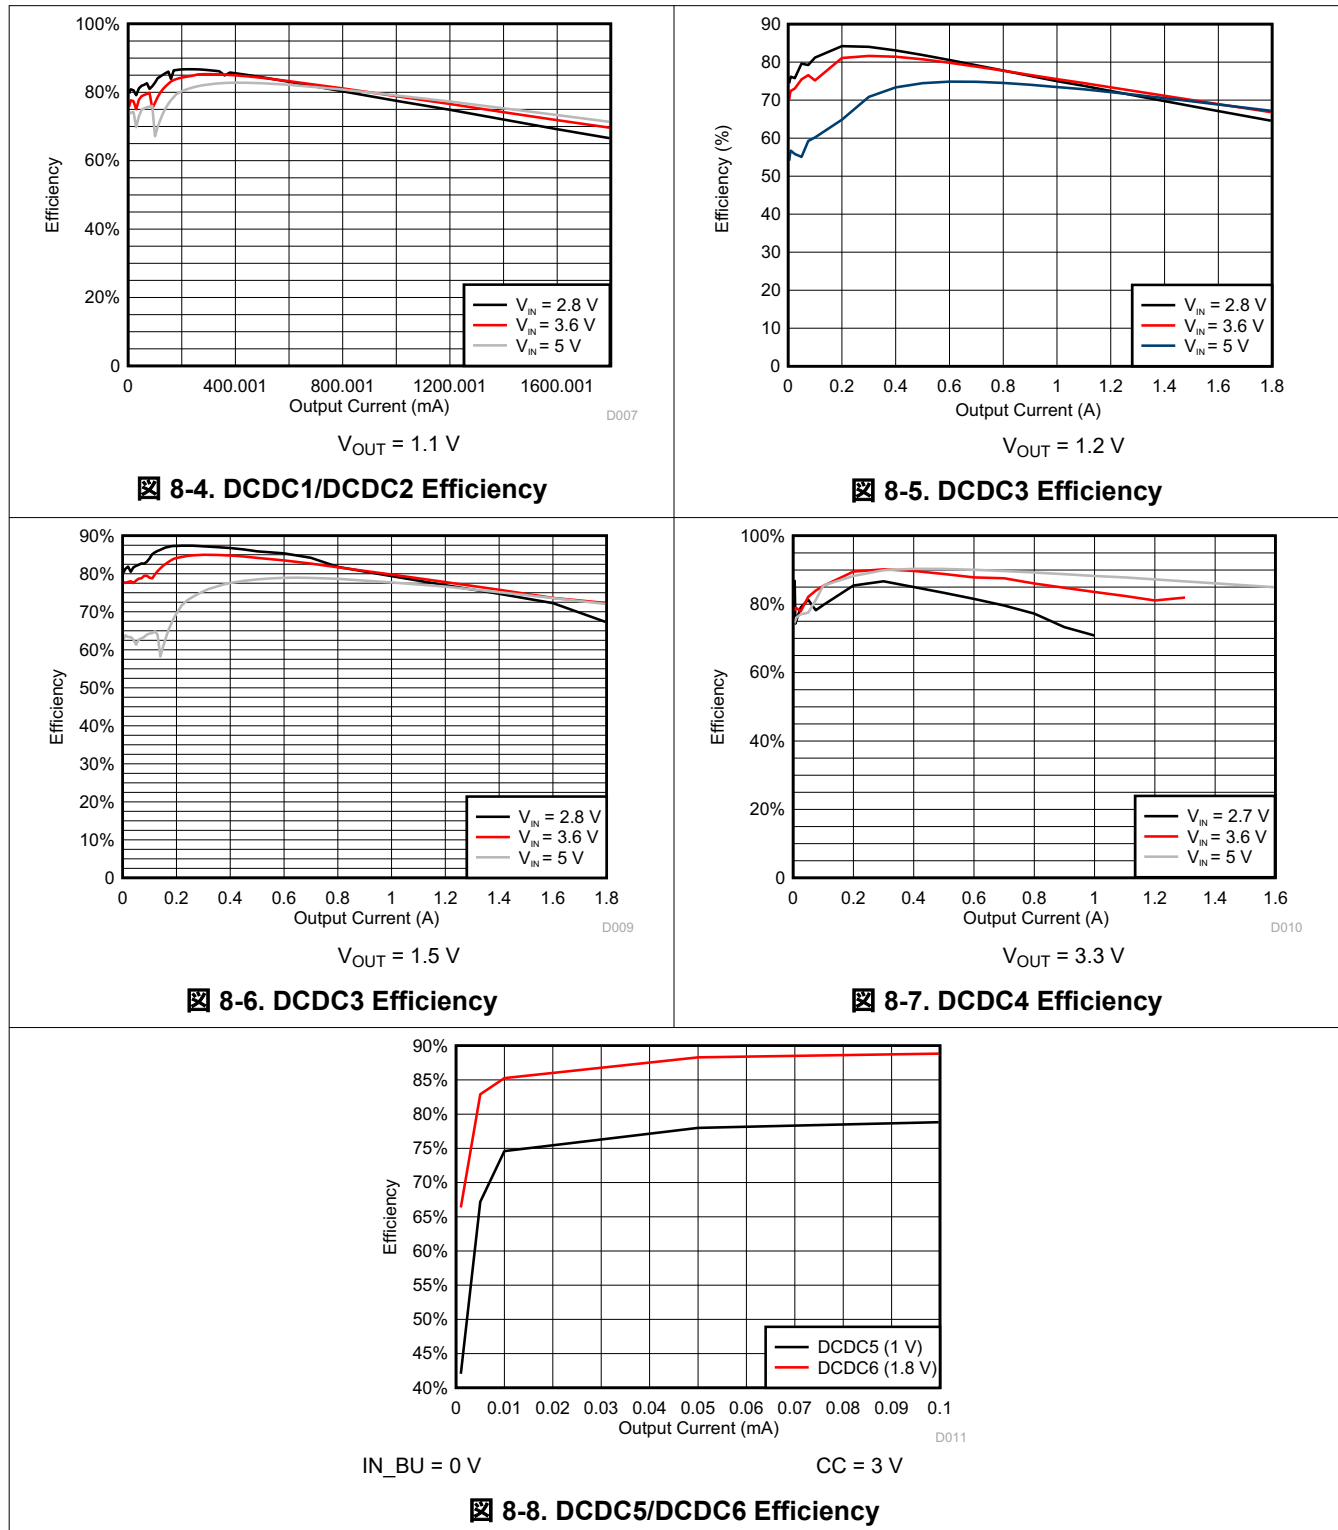 100%
80%
60%
40%
20%
0
Efficiency
V_IN = 2.8 V
V_IN = 3.6 V
V_IN = 5 V
0 400.001 800.001 1200.001 1600.001
Output Current (mA)
D007
V_OUT = 1.1 V
図 8-4. DCDC1/DCDC2 Efficiency
90
80
70
60
50
40
30
20
10
0
Efficiency (%)
V_IN = 2.8 V
V_IN = 3.6 V
V_IN = 5 V
0 0.2 0.4 0.6 0.8 1 1.2 1.4 1.6 1.8
Output Current (A)
V_OUT = 1.2 V
図 8-5. DCDC3 Efficiency
90%
80%
70%
60%
50%
40%
30%
20%
10%
0
Efficiency
V_IN = 2.8 V
V_IN = 3.6 V
V_IN = 5 V
0 0.2 0.4 0.6 0.8 1 1.2 1.4 1.6 1.8
Output Current (A)
D009
V_OUT = 1.5 V
図 8-6. DCDC3 Efficiency
100%
80%
60%
40%
20%
0
Efficiency
V_IN = 2.7 V
V_IN = 3.6 V
V_IN = 5 V
0 0.2 0.4 0.6 0.8 1 1.2 1.4 1.6
Output Current (A)
D010
V_OUT = 3.3 V
図 8-7. DCDC4 Efficiency
90%
85%
80%
75%
70%
65%
60%
55%
50%
45%
40%
Efficiency
DCDC5 (1 V)
DCDC6 (1.8 V)
0 0.01 0.02 0.03 0.04 0.05 0.06 0.07 0.08 0.09 0.1
Output Current (mA)
D011
IN_BU = 0 V CC = 3 V
図 8-8. DCDC5/DCDC6 Efficiency